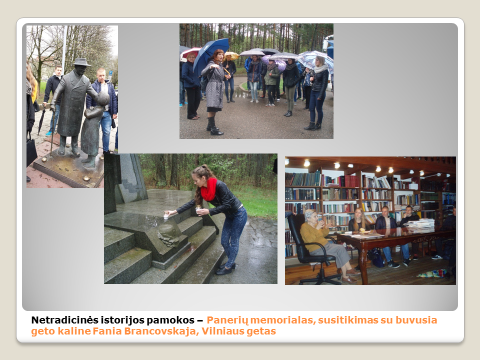 Netradicinės istorijos pamokos – Panerių memorialas, susitikimas su buvusia
geto kaline Fania Brancovskaja, Vilniaus getas